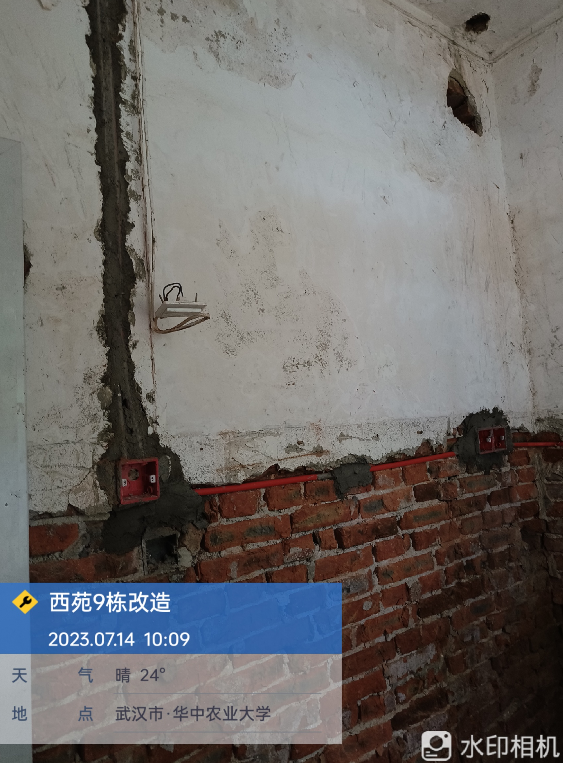 西苑9栋改造
2023.07.14 10:09
天 气 晴 24°
地 点 武汉市·华中农业大学
水印相机